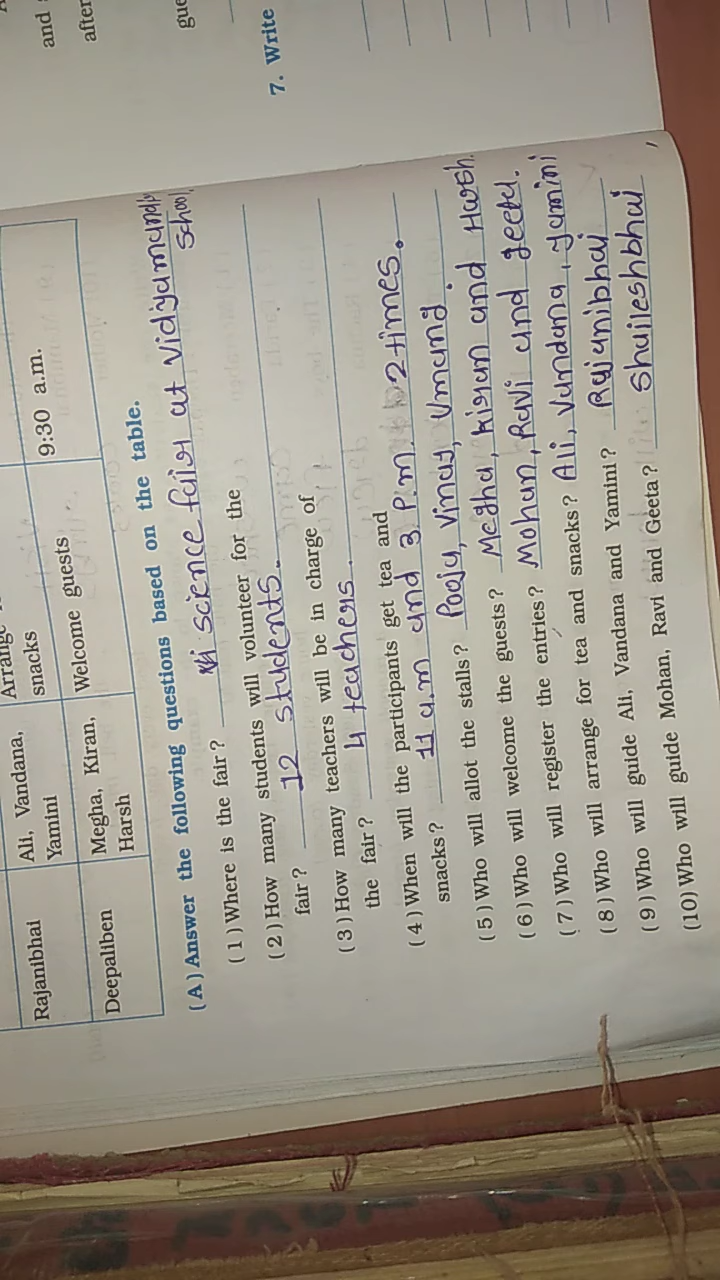 and
after
gue
7. Write
Rajanibhai Ali, Vandana, Arrange
Yamini snacks
Deepaliben Megha, Kiran, Welcome guests 9:30 a.m.
Harsh
(A) Answer the following questions based on the table.
(1) Where is the fair? science fair at vidyamandir
school
(2) How many students will volunteer for the
fair? 12 students.
(3) How many teachers will be in charge of
the fair? 4 teachers
(4) When will the participants get tea and
snacks? 11 a.m and 3 P.m. 2 times.
(5) Who will allot the stalls? Pooja, Vinay, Umang.
(6) Who will welcome the guests? Megha, Kiran and Harsh.
(7) Who will register the entries? Mohan, Ravi and geeta.
(8) Who will arrange for tea and snacks? Ali, Vandana, yamini
(9) Who will guide Ali, Vandana and Yamini? Rajanibhai
(10) Who will guide Mohan, Ravi and Geeta? Shaileshbhai